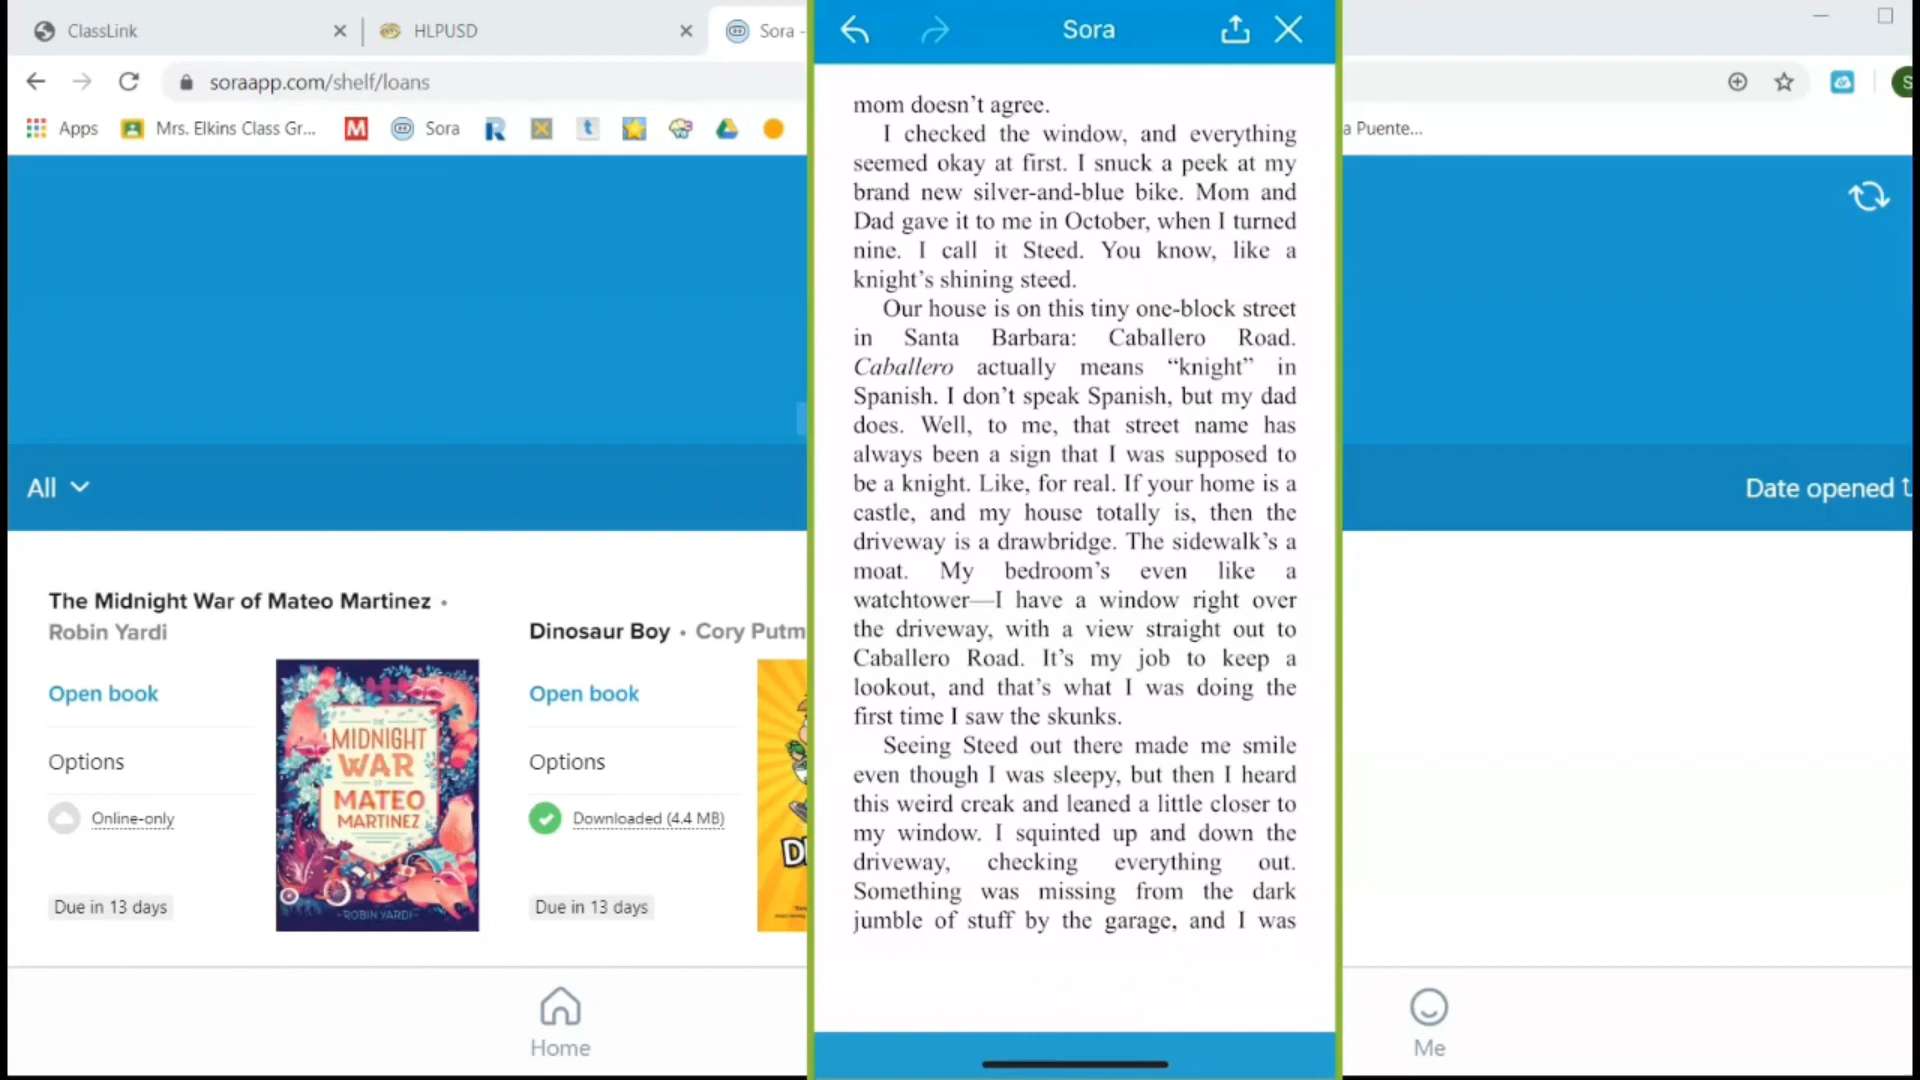 ClassLink
HLPUSD
Sora -
soraapp.com/shelf/loans
Apps
Mrs. Elkins Class Gr...
M
Sora
R
t
a Puente...
S
All
Date opened
The Midnight War of Mateo Martinez •
Robin Yardi
Open book
Options
Online-only
Due in 13 days
THE
MIDNIGHT
WAR
OF
MATEO
MARTINEZ
-ROBIN YARDI-
Dinosaur Boy • Cory Putm
Open book
Options
Downloaded (4.4 MB)
Due in 13 days
Home
Me
Sora
mom doesn’t agree.
I checked the window, and everything
seemed okay at first. I snuck a peek at my
brand new silver-and-blue bike. Mom and
Dad gave it to me in October, when I turned
nine. I call it Steed. You know, like a
knight’s shining steed.
Our house is on this tiny one-block street
in Santa Barbara: Caballero Road.
Caballero actually means “knight” in
Spanish. I don’t speak Spanish, but my dad
does. Well, to me, that street name has
always been a sign that I was supposed to
be a knight. Like, for real. If your home is a
castle, and my house totally is, then the
driveway is a drawbridge. The sidewalk’s a
moat. My bedroom’s even like a
watchtower—I have a window right over
the driveway, with a view straight out to
Caballero Road. It’s my job to keep a
lookout, and that’s what I was doing the
first time I saw the skunks.
Seeing Steed out there made me smile
even though I was sleepy, but then I heard
this weird creak and leaned a little closer to
my window. I squinted up and down the
driveway, checking everything out.
Something was missing from the dark
jumble of stuff by the garage, and I was